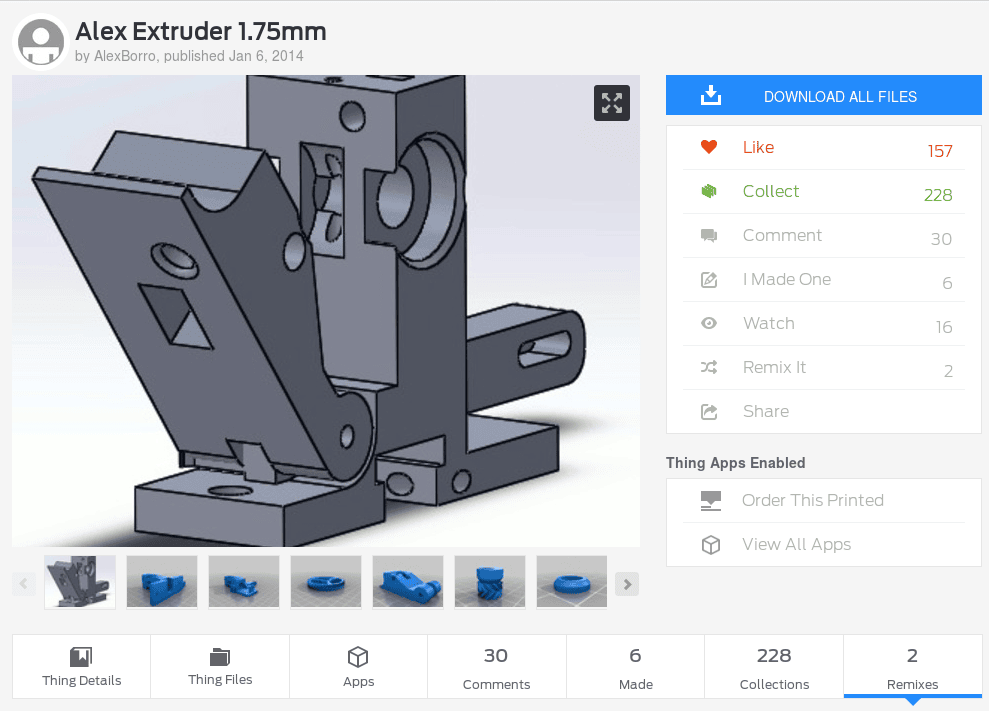 Alex Extruder 1.75mm
by AlexBorro, published Jan 6, 2014
DOWNLOAD ALL FILES
Like 157
Collect 228
Comment 30
I Made One 6
Watch 16
Remix It 2
Share
Thing Apps Enabled
Order This Printed
View All Apps
Thing Details
Thing Files
Apps
30
Comments
6
Made
228
Collections
2
Remixes